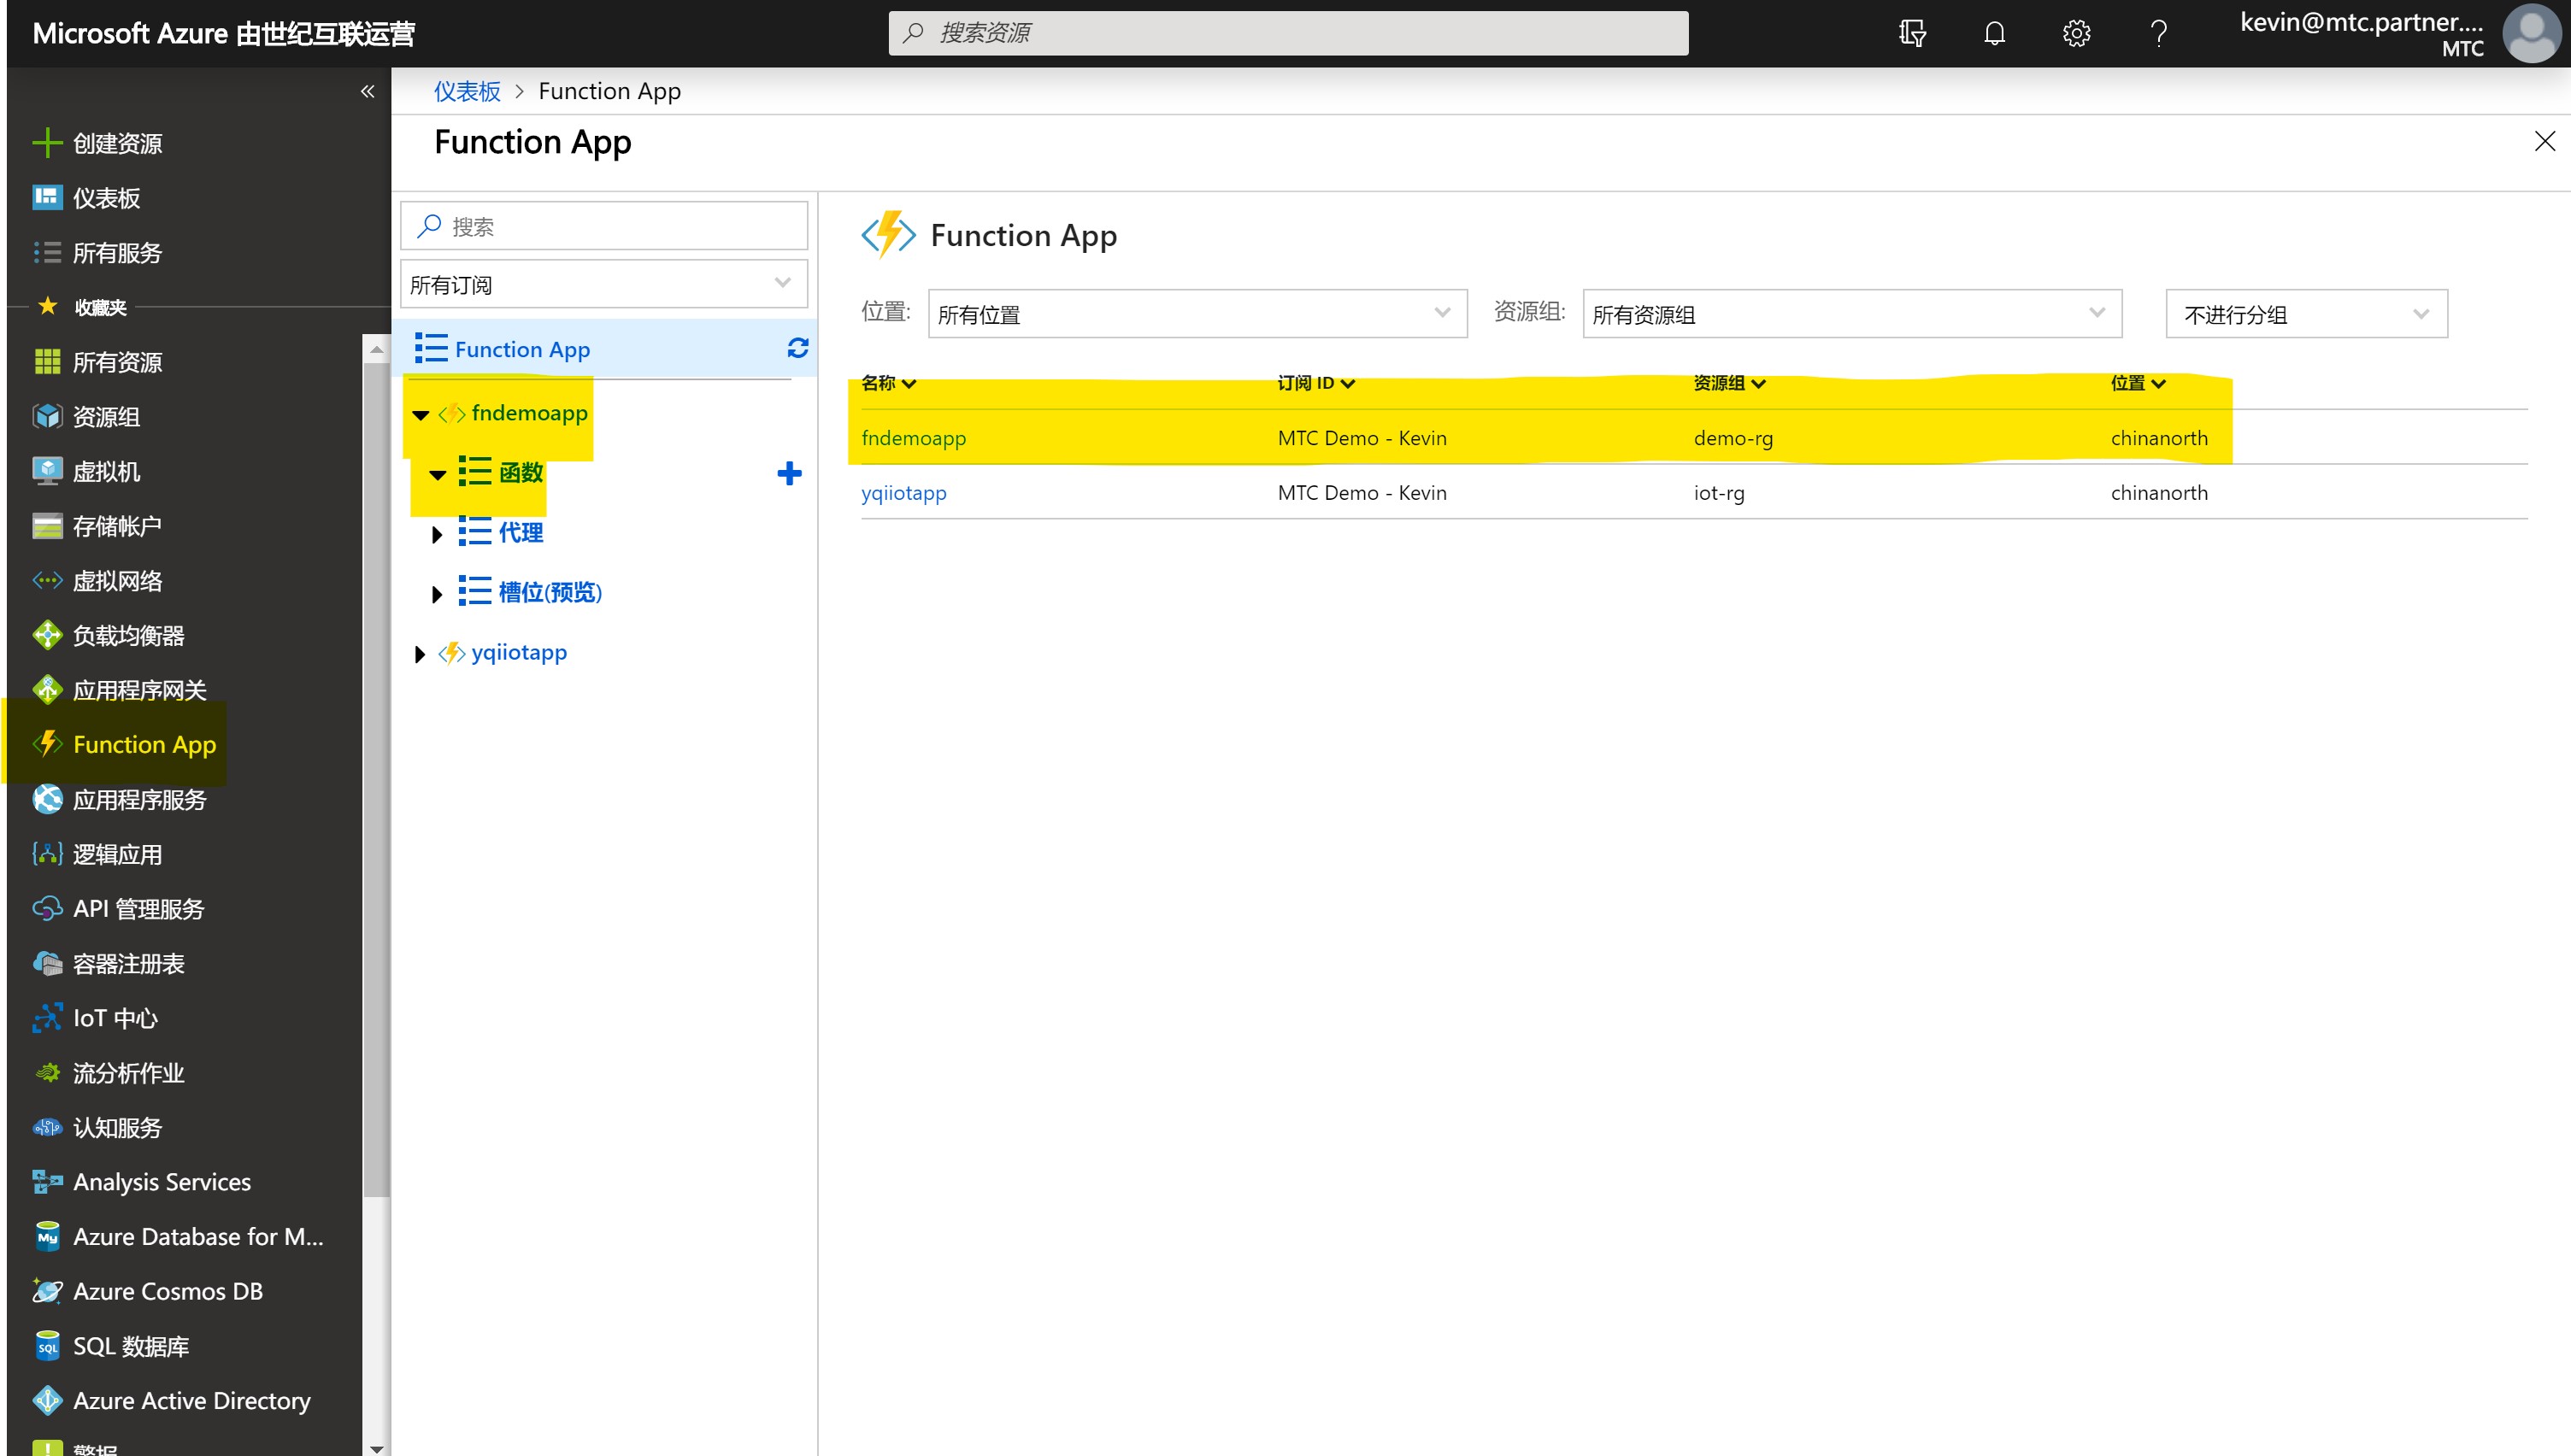 Microsoft Azure 由世纪互联运营
搜索资源
kevin@mtc.partner....
MTC
创建资源
仪表板
所有服务
收藏夹
所有资源
资源组
虚拟机
存储帐户
虚拟网络
负载均衡器
应用程序网关
Function App
应用程序服务
逻辑应用
API 管理服务
容器注册表
IoT 中心
流分析作业
认知服务
Analysis Services
Azure Database for M...
Azure Cosmos DB
SQL 数据库
Azure Active Directory
警报
仪表板 > Function App
Function App
搜索
所有订阅
Function App
fndemoapp
函数
代理
槽位(预览)
yqiiotapp
Function App
位置: 所有位置 资源组: 所有资源组 不进行分组
名称 订阅 ID 资源组 位置
fndemoapp MTC Demo - Kevin demo-rg chinanorth
yqiiotapp MTC Demo - Kevin iot-rg chinanorth